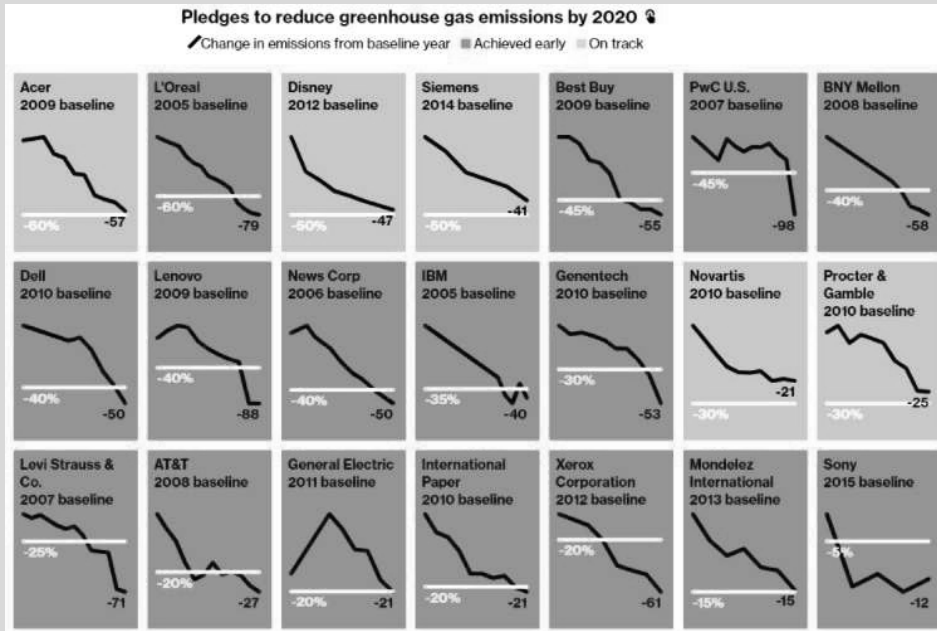 Pledges to reduce greenhouse gas emissions by 2020
Change in emissions from baseline year Achieved early On track
Acer
2009 baseline
-60%
-57
L'Oreal
2005 baseline
-60%
-79
Disney
2012 baseline
-50%
-47
Siemens
2014 baseline
-50%
-41
Best Buy
2009 baseline
-45%
-55
PwC U.S.
2007 baseline
-45%
-98
BNY Mellon
2008 baseline
-40%
-58
Dell
2010 baseline
-40%
-50
Lenovo
2009 baseline
-40%
-88
News Corp
2006 baseline
-40%
-50
IBM
2005 baseline
-35%
-40
Genentech
2010 baseline
-30%
-53
Novartis
2010 baseline
-30%
-21
Procter &
Gamble
2010 baseline
-30%
-25
Levi Strauss &
Co.
2007 baseline
-25%
-71
AT&T
2008 baseline
-20%
-27
General Electric
2011 baseline
-20%
-21
International
Paper
2010 baseline
-20%
-21
Xerox
Corporation
2012 baseline
-20%
-61
Mondelez
International
2013 baseline
-15%
-15
Sony
2015 baseline
-5%
-12